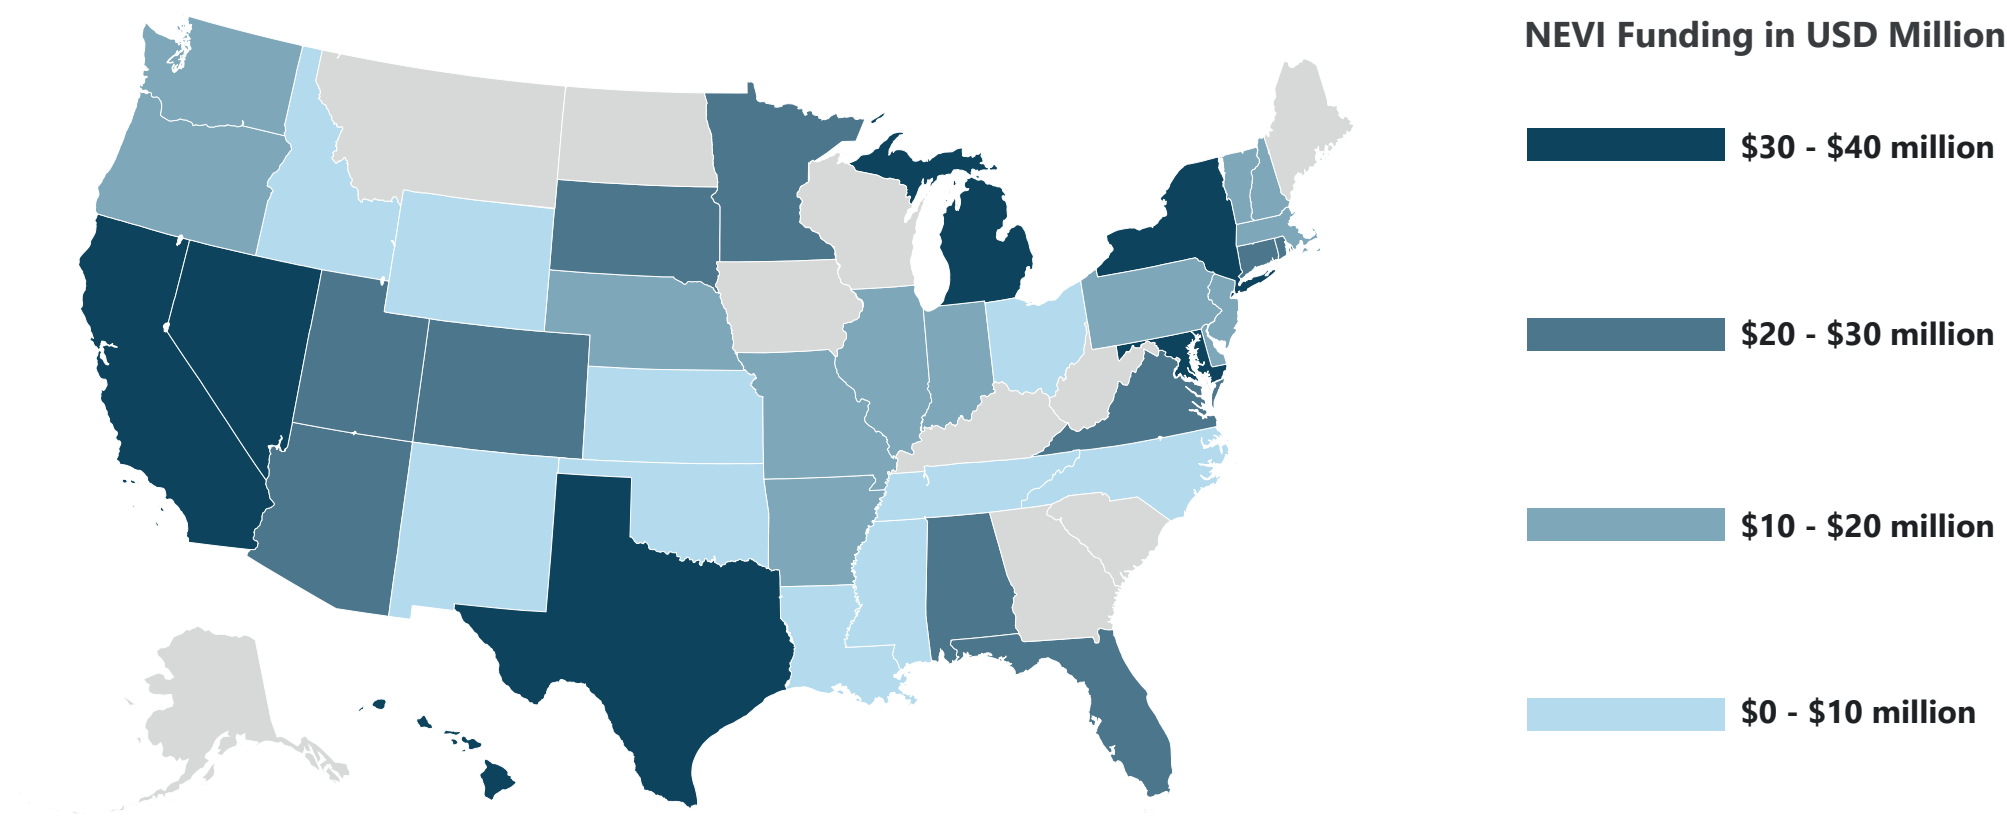 NEVI Funding in USD Million
$30 - $40 million
$20 - $30 million
$10 - $20 million
$0 - $10 million